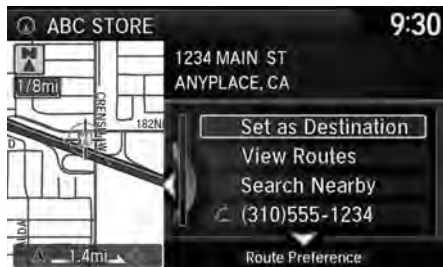 ABC STORE
9:30
1234 MAIN ST
ANYPLACE, CA
N
1/8mi
182N
Set as Destination
View Routes
Search Nearby
(310)555-1234
1.4mi
Route Preference